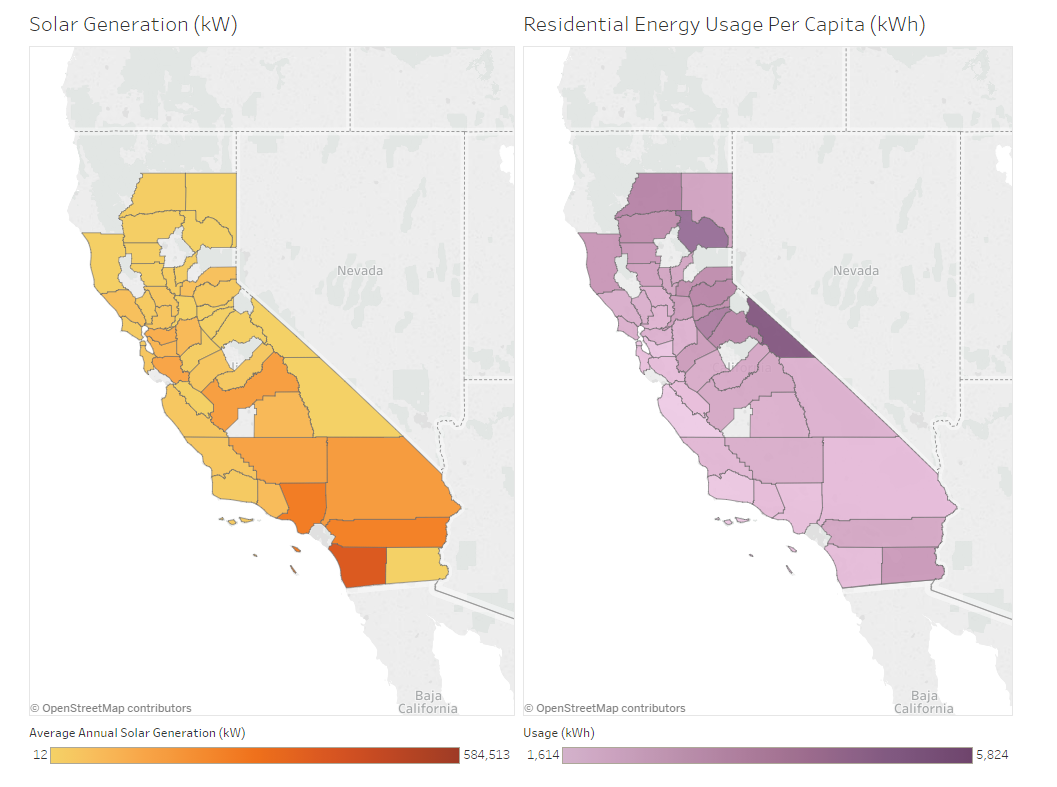 Solar Generation (kW)
Residential Energy Usage Per Capita (kWh)
Nevada
Nevada
Baja
California
Baja
California
© OpenStreetMap contributors
© OpenStreetMap contributors
Average Annual Solar Generation (kW)
Usage (kWh)
12
584,513
1,614
5,824